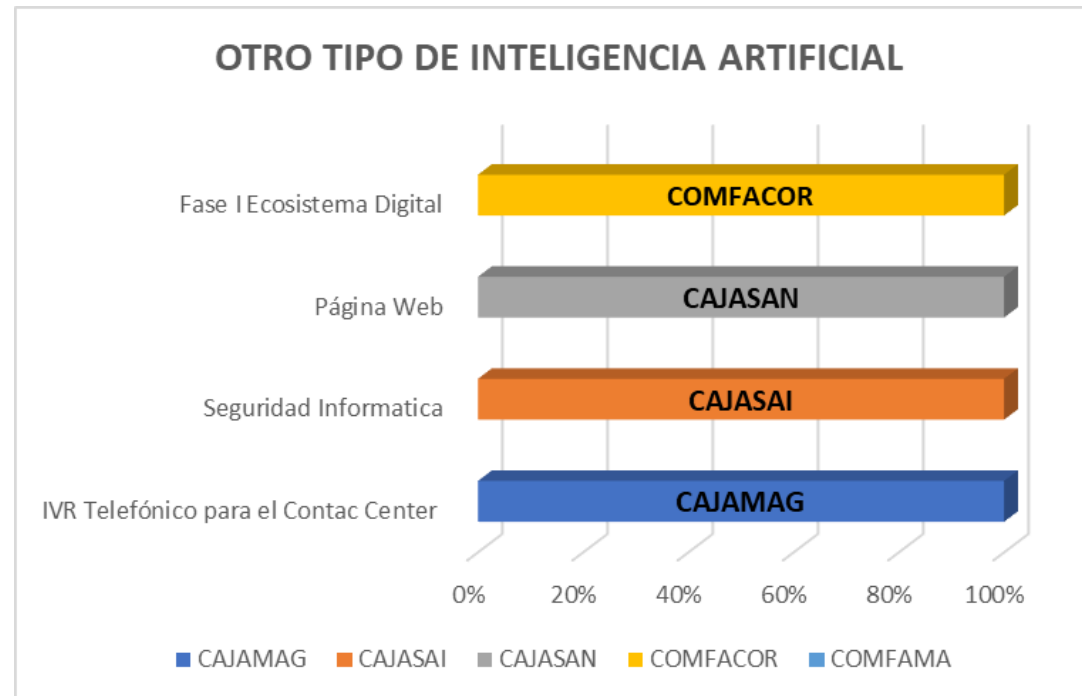 OTRO TIPO DE INTELIGENCIA ARTIFICIAL
Fase I Ecosistema Digital
COMFACOR
Página Web
CAJASAN
Seguridad Informatica
CAJASAI
IVR Telefónico para el Contac Center
CAJAMAG
0% 20% 40% 60% 80% 100%
CAJAMAG CAJASAI CAJASAN COMFACOR COMFAMA